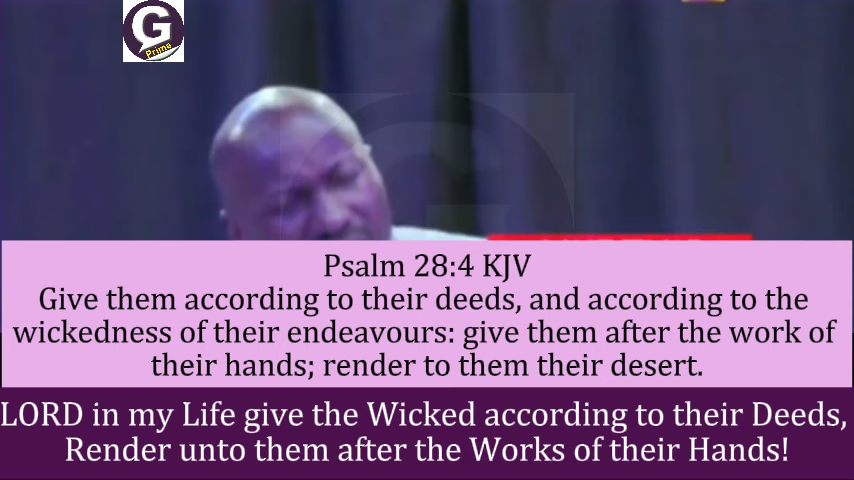 G
Prime
Psalm 28:4 KJV
Give them according to their deeds, and according to the
wickedness of their endeavours: give them after the work of
their hands; render to them their desert.
LORD in my Life give the Wicked according to their Deeds,
Render unto them after the Works of their Hands!